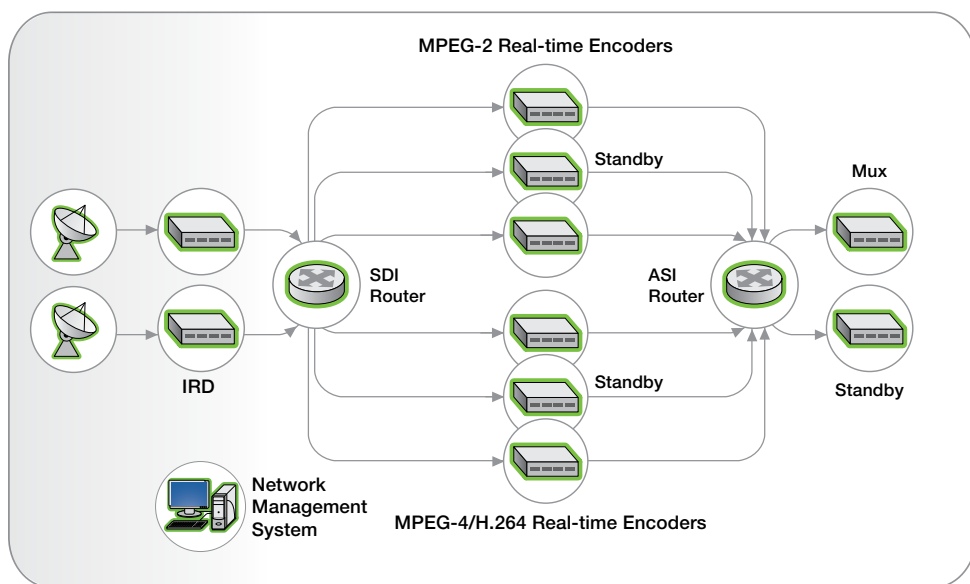 MPEG-2 Real-time Encoders
Standby
Mux
SDI
Router
ASI
Router
IRD
Standby
Standby
Network
Management
System
MPEG-4/H.264 Real-time Encoders